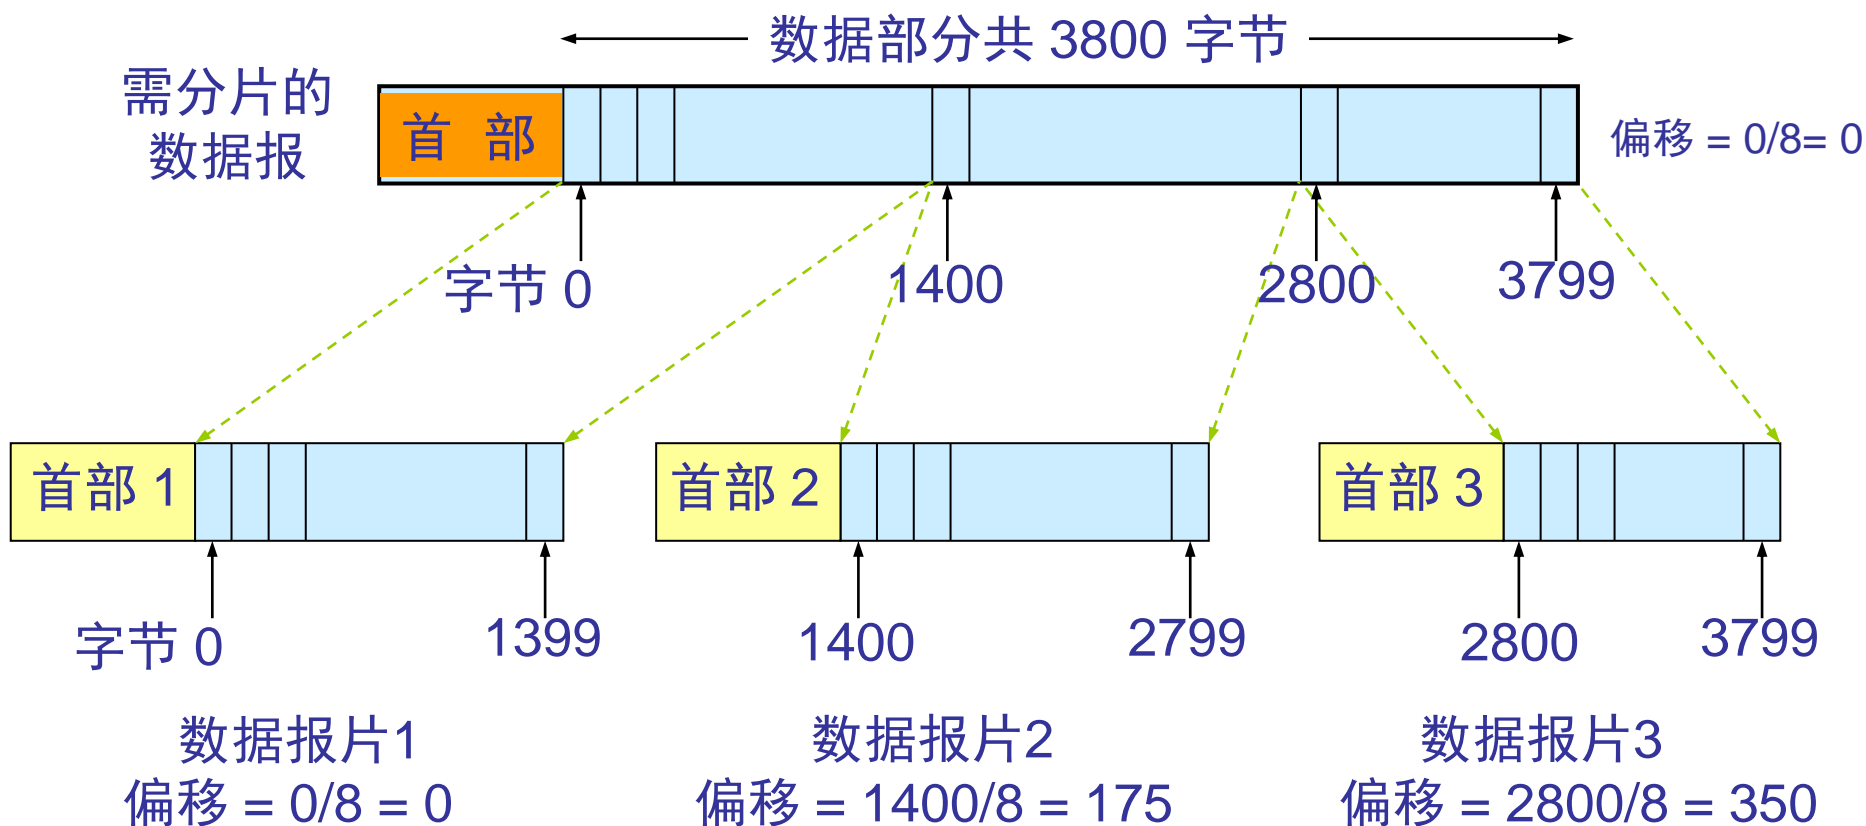 数据部分共 3800 字节
需分片的
数据报
首 部
偏移 = 0/8= 0
字节 0
1400
2800
3799
首部 1
首部 2
首部 3
字节 0
1399
1400
2799
2800
3799
数据报片1
偏移 = 0/8 = 0
数据报片2
偏移 = 1400/8 = 175
数据报片3
偏移 = 2800/8 = 350